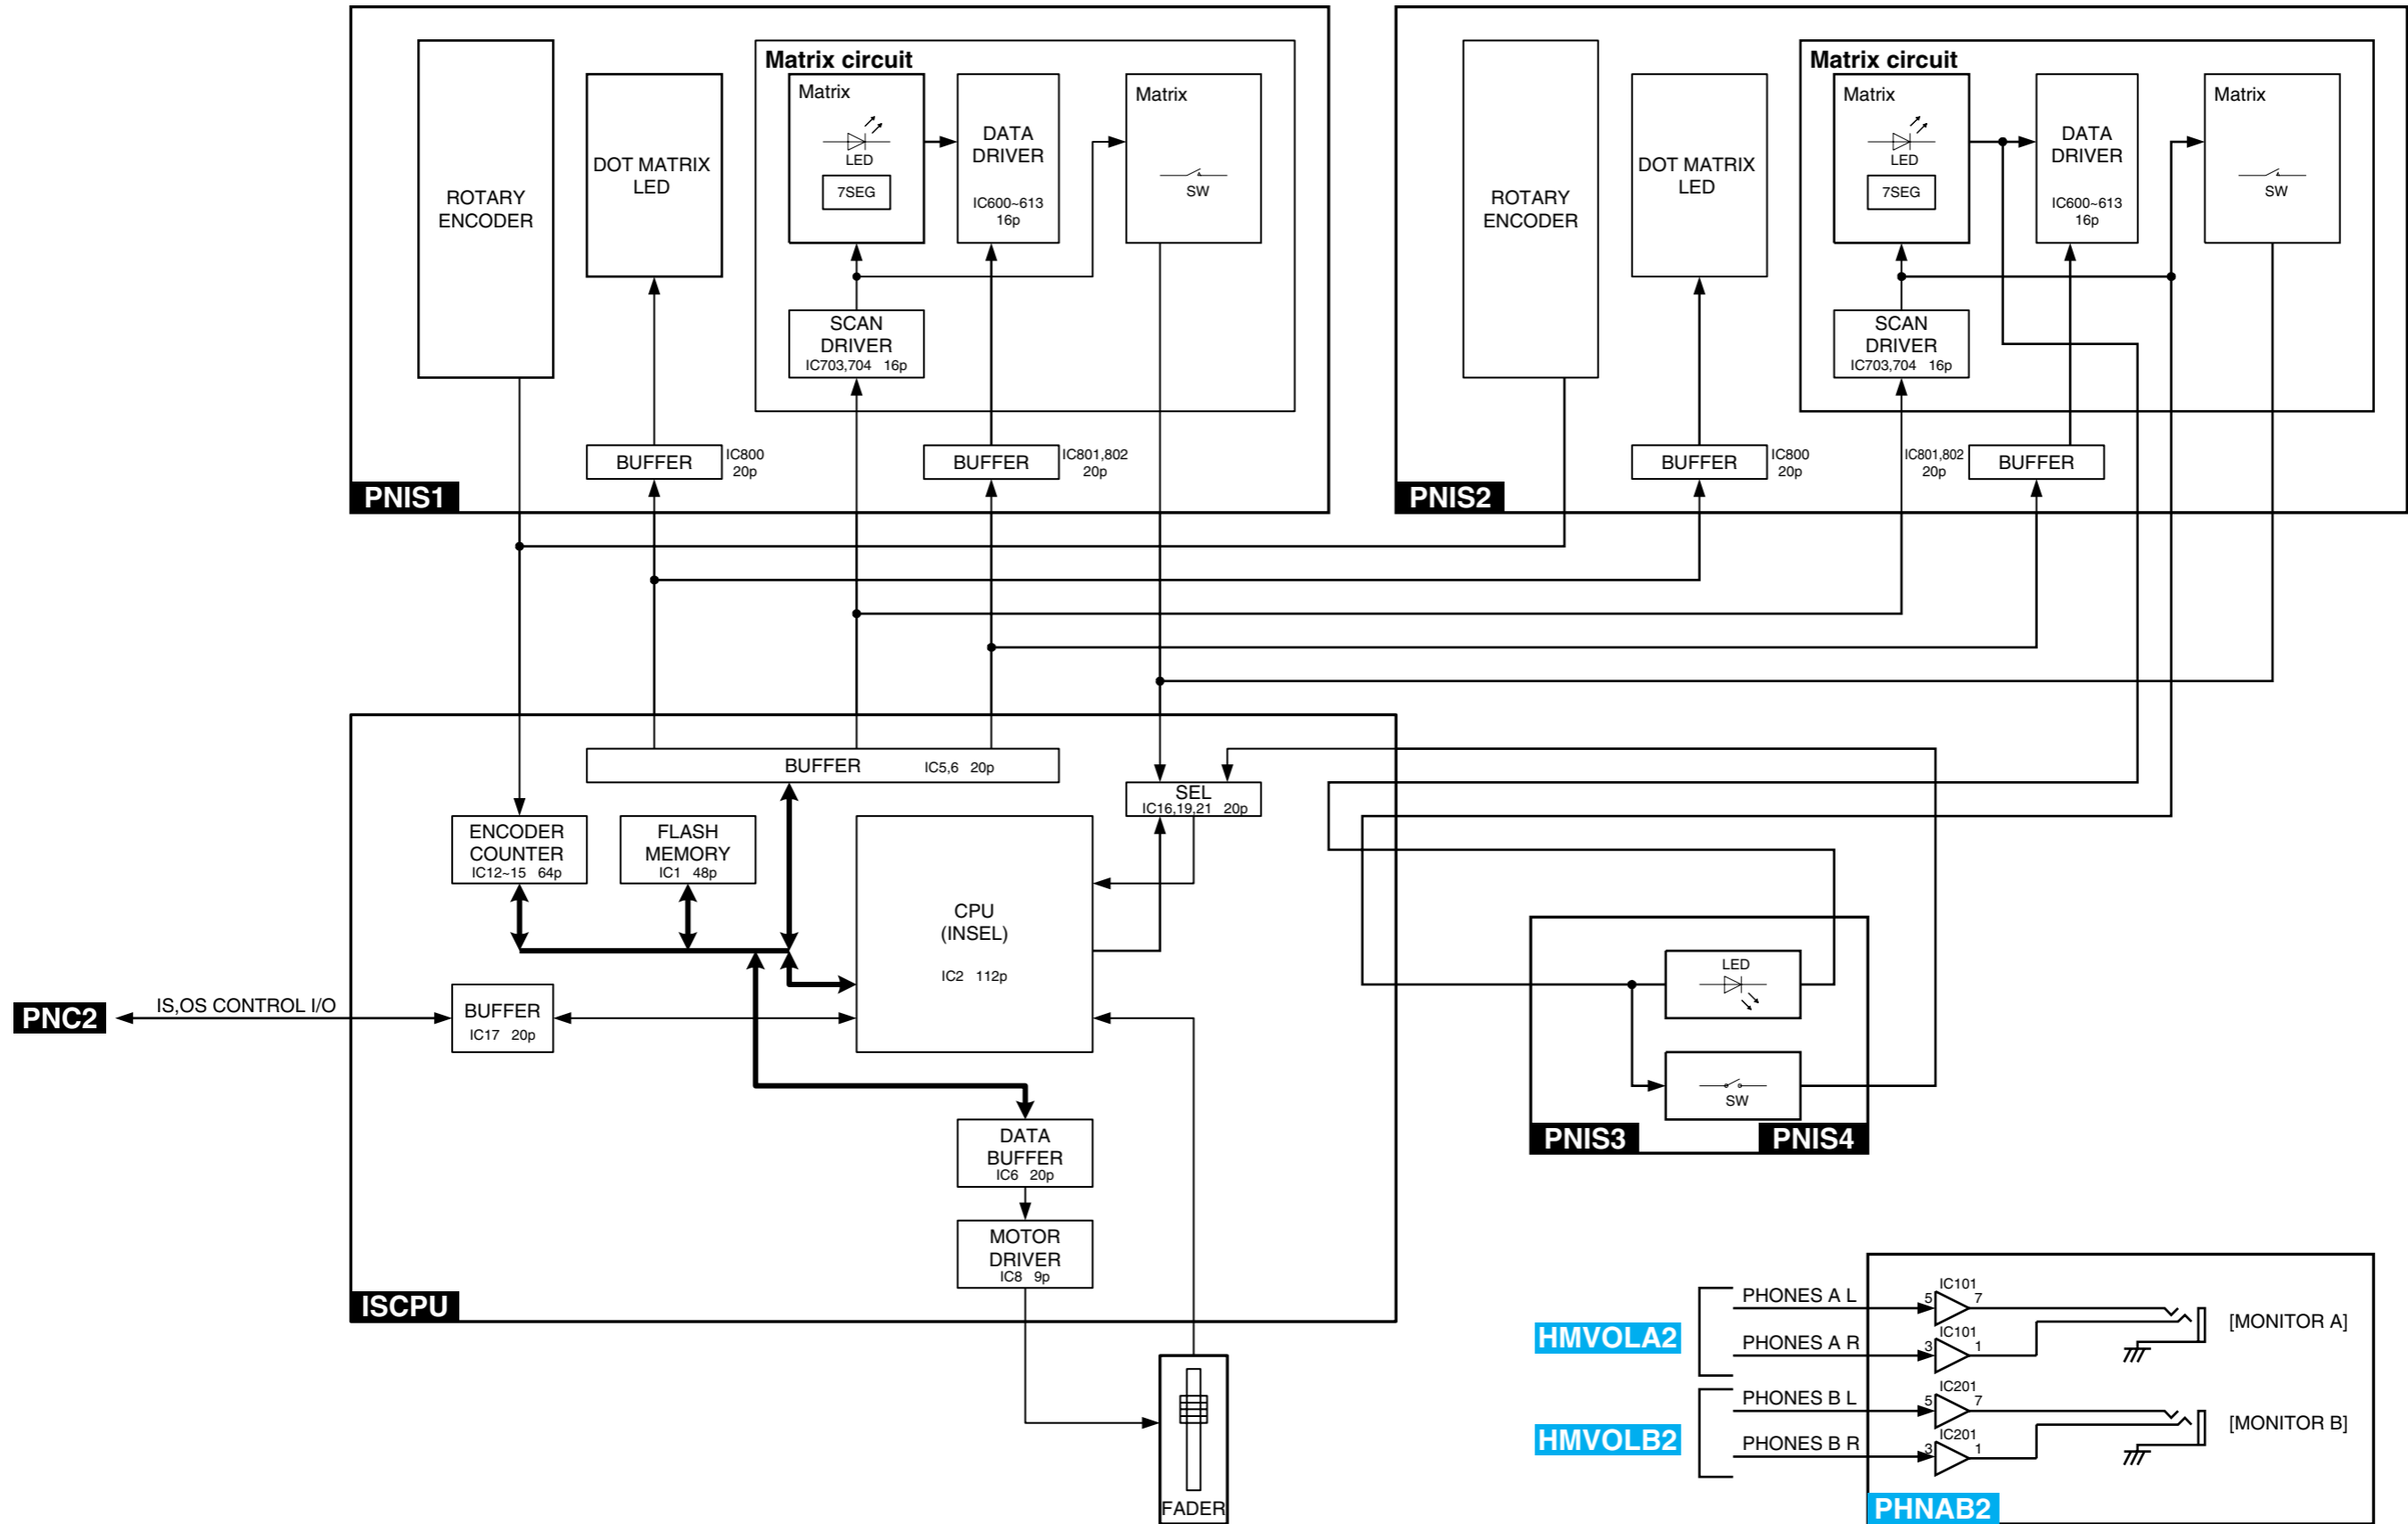 Matrix circuit
Matrix
LED
7SEG
DATA
DRIVER
IC600~613
16p
Matrix
SW
DOT MATRIX
LED
ROTARY
ENCODER
SCAN
DRIVER
IC703,704 16p
BUFFER
IC800
20p
BUFFER
IC801,802
20p
PNIS1
Matrix circuit
Matrix
LED
7SEG
DATA
DRIVER
IC600~613
16p
Matrix
SW
DOT MATRIX
LED
ROTARY
ENCODER
SCAN
DRIVER
IC703,704 16p
BUFFER
IC800
20p
IC801,802
20p
BUFFER
PNIS2
BUFFER IC5,6 20p
SEL
IC16,19,21 20p
ENCODER
COUNTER
IC12~15 64p
FLASH
MEMORY
IC1 48p
CPU
(INSEL)
IC2 112p
PNC2
IS,OS CONTROL I/O
BUFFER
IC17 20p
DATA
BUFFER
IC6 20p
MOTOR
DRIVER
IC8 9p
ISCPU
FADER
LED
SW
PNIS3
PNIS4
HMVOLA2
PHONES A L
5
IC101
7
PHONES A R
3
IC101
1
[MONITOR A]
HMVOLB2
PHONES B L
5
IC201
7
PHONES B R
3
IC201
1
[MONITOR B]
PHNAB2